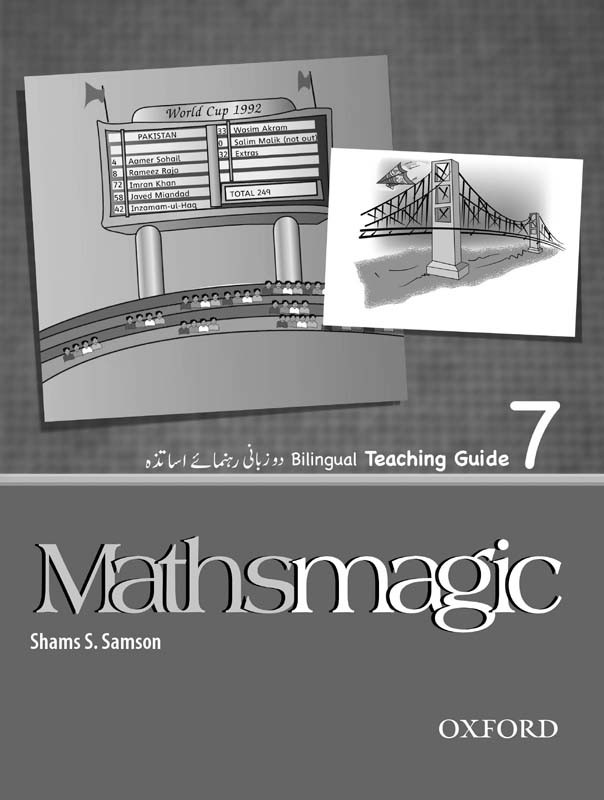 World Cup 1992
PAKISTAN
4 Aamer Sohail
8 Rameez Raja
72 Imran Khan
58 Javed Miandad
42 Inzamam-ul-Haq
33 Wasim Akram
0 Salim Malik (not out)
32 Extras
TOTAL 249
دو زبانی رہنمائے اساتذہ Bilingual Teaching Guide 7
Mathsmagic
Shams S. Samson
OXFORD